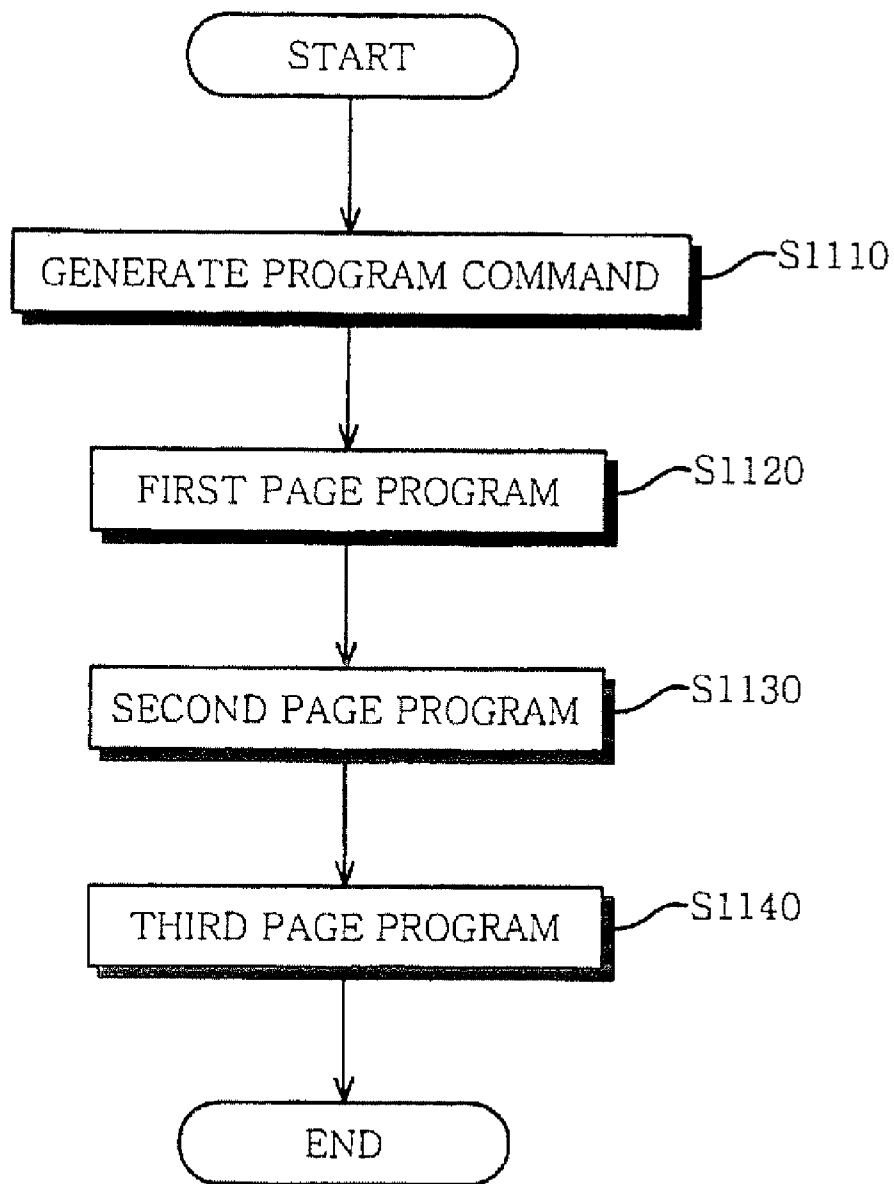 START
GENERATE PROGRAM COMMAND
S1110
FIRST PAGE PROGRAM
S1120
SECOND PAGE PROGRAM
S1130
THIRD PAGE PROGRAM
S1140
END